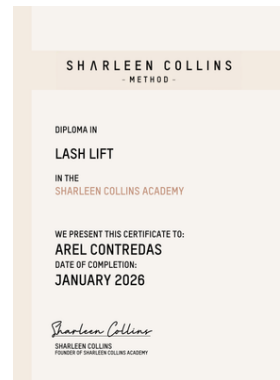 SHARLEEN COLLINS
- METHOD -
DIPLOMA IN
LASH LIFT
IN THE
SHARLEEN COLLINS ACADEMY
WE PRESENT THIS CERTIFICATE TO:
AREL CONTREDAS
DATE OF COMPLETION:
JANUARY 2026
Sharleen Collins
SHARLEEN COLLINS
FOUNDER OF SHARLEEN COLLINS ACADEMY